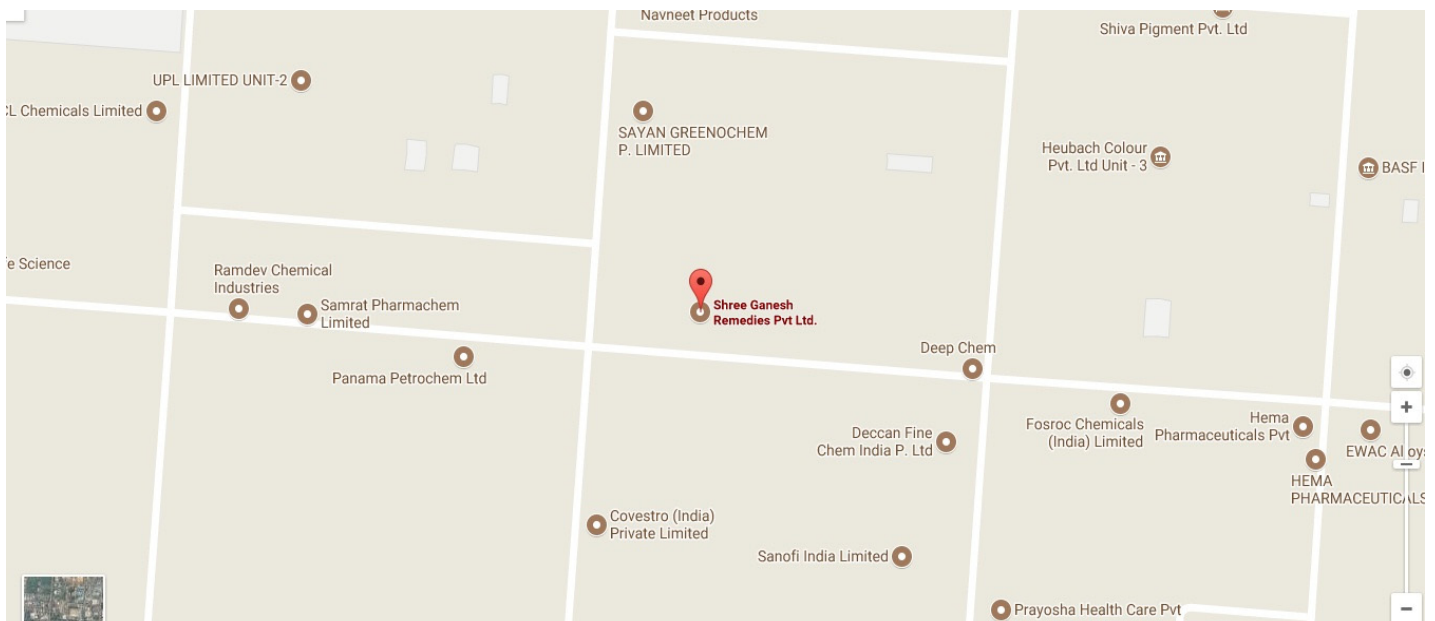 Navneet Products
Shiva Pigment Pvt. Ltd
UPL LIMITED UNIT-2
CL Chemicals Limited
SAYAN GREENOCHEM
P. LIMITED
Heubach Colour
Pvt. Ltd Unit - 3
BASF
e Science
Ramdev Chemical
Industries
Samrat Pharmachem
Limited
Shree Ganesh
Remedies Pvt Ltd.
Panama Petrochem Ltd
Deep Chem
Deccan Fine
Chem India P. Ltd
Fosroc Chemicals
(India) Limited
Hema
Pharmaceuticals Pvt
EWAC Alloys
HEMA
PHARMACEUTICALS
Covestro (India)
Private Limited
Sanofi India Limited
Prayosha Health Care Pvt